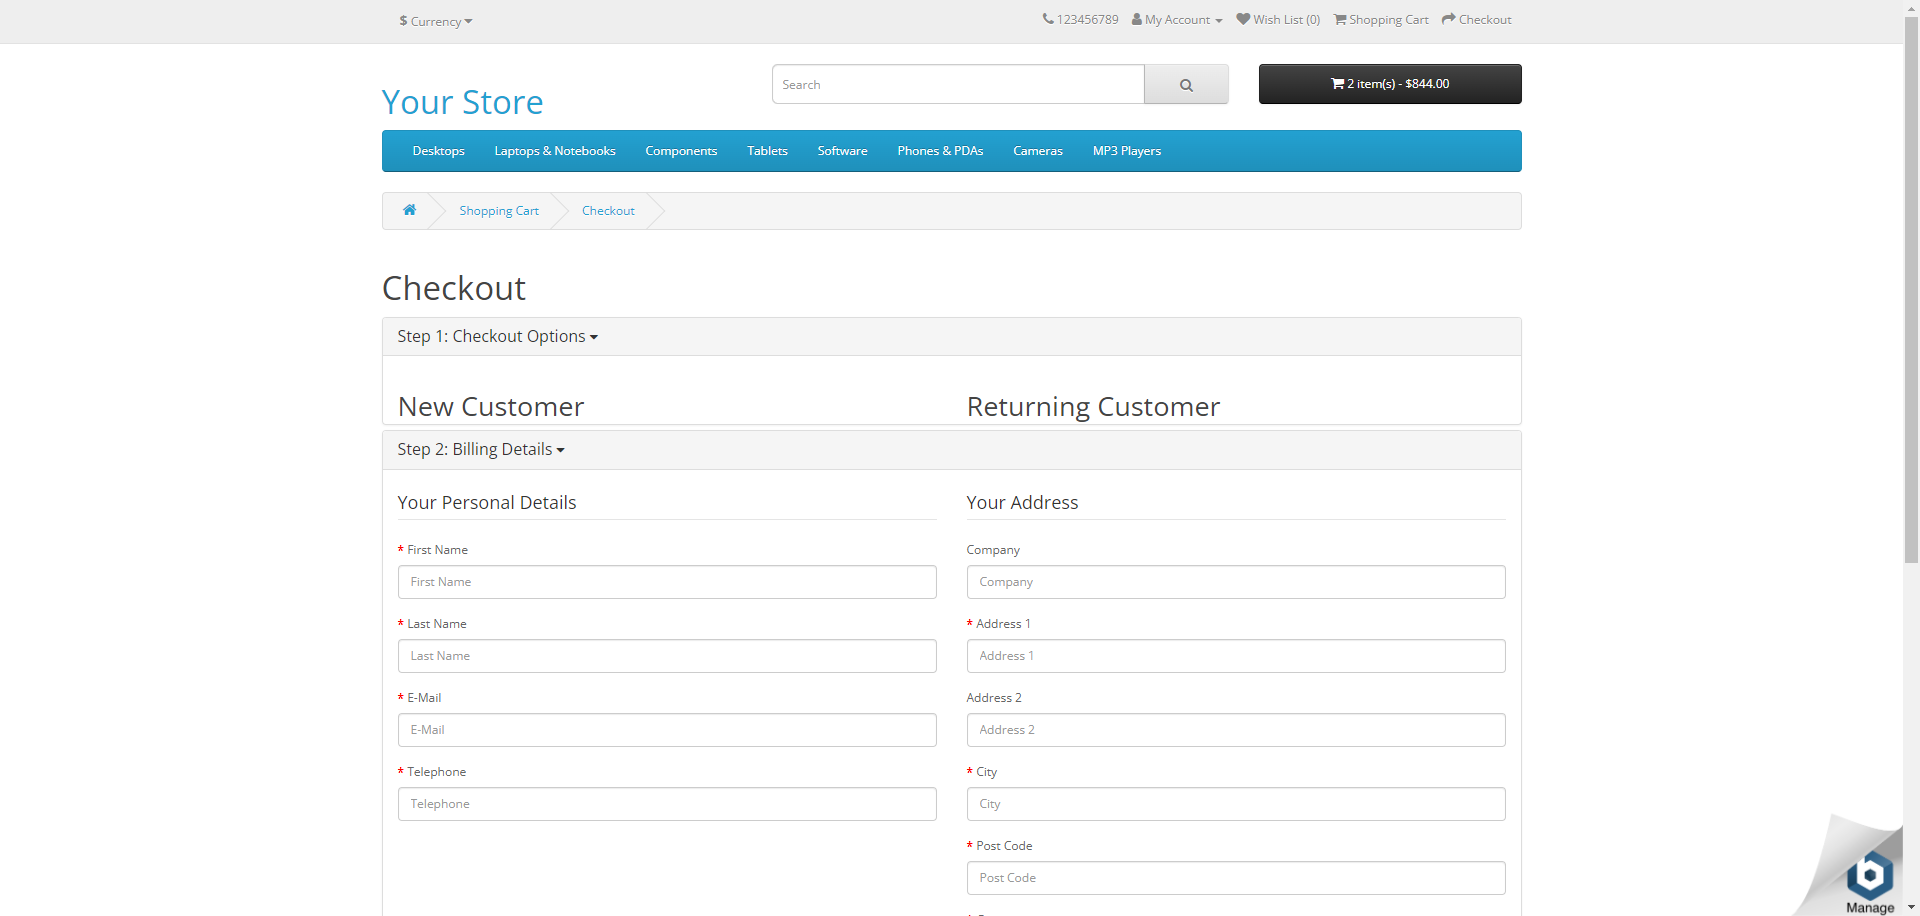 $ Currency
123456789 My Account Wish List (0) Shopping Cart Checkout
Your Store
Search
2 item(s) - $844.00
Desktops Laptops & Notebooks Components Tablets Software Phones & PDAs Cameras MP3 Players
Shopping Cart Checkout
Checkout
Step 1: Checkout Options
New Customer
Returning Customer
Step 2: Billing Details
Your Personal Details
* First Name
First Name
* Last Name
Last Name
* E-Mail
E-Mail
* Telephone
Telephone
Your Address
Company
Company
* Address 1
Address 1
Address 2
Address 2
* City
City
* Post Code
Post Code
b
Manage